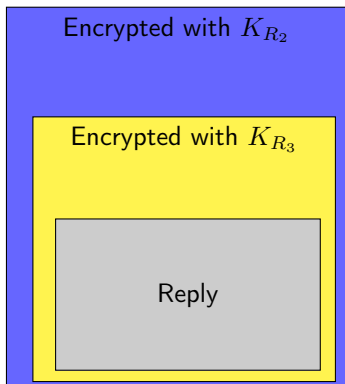 Encrypted with $K_{R_2}$
Encrypted with $K_{R_3}$
Reply